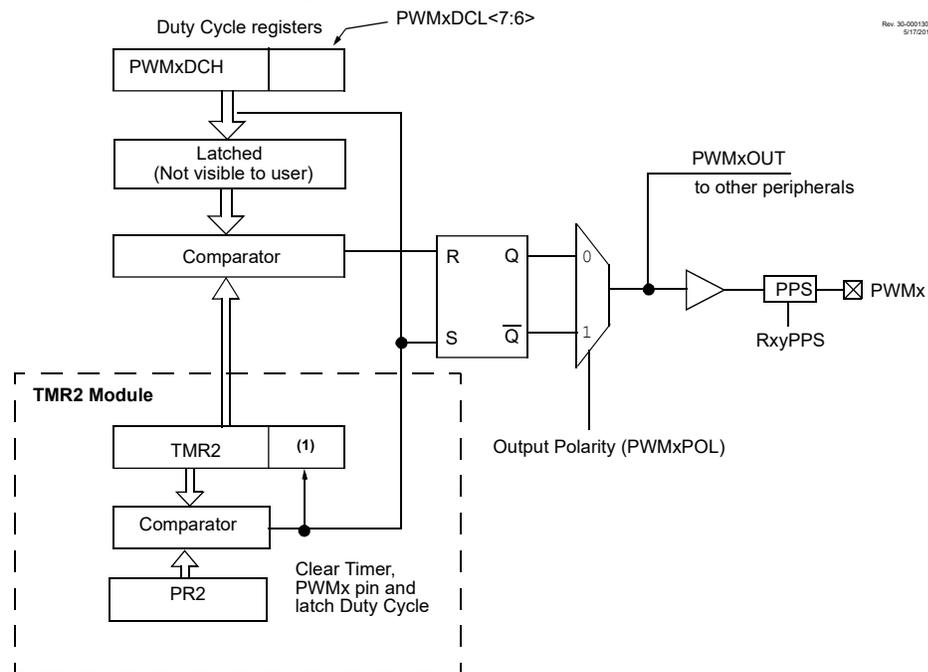 Duty Cycle registers
PWMxDCL<7:6>
PWMxDCH
Latched
(Not visible to user)
Comparator
R
Q
S
Q
0
1
PWMxOUT
to other peripherals
PPS
PWMx
RxyPPS
Output Polarity (PWMxPOL)
TMR2 Module
TMR2
(1)
Comparator
PR2
Clear Timer,
PWMx pin and
latch Duty Cycle